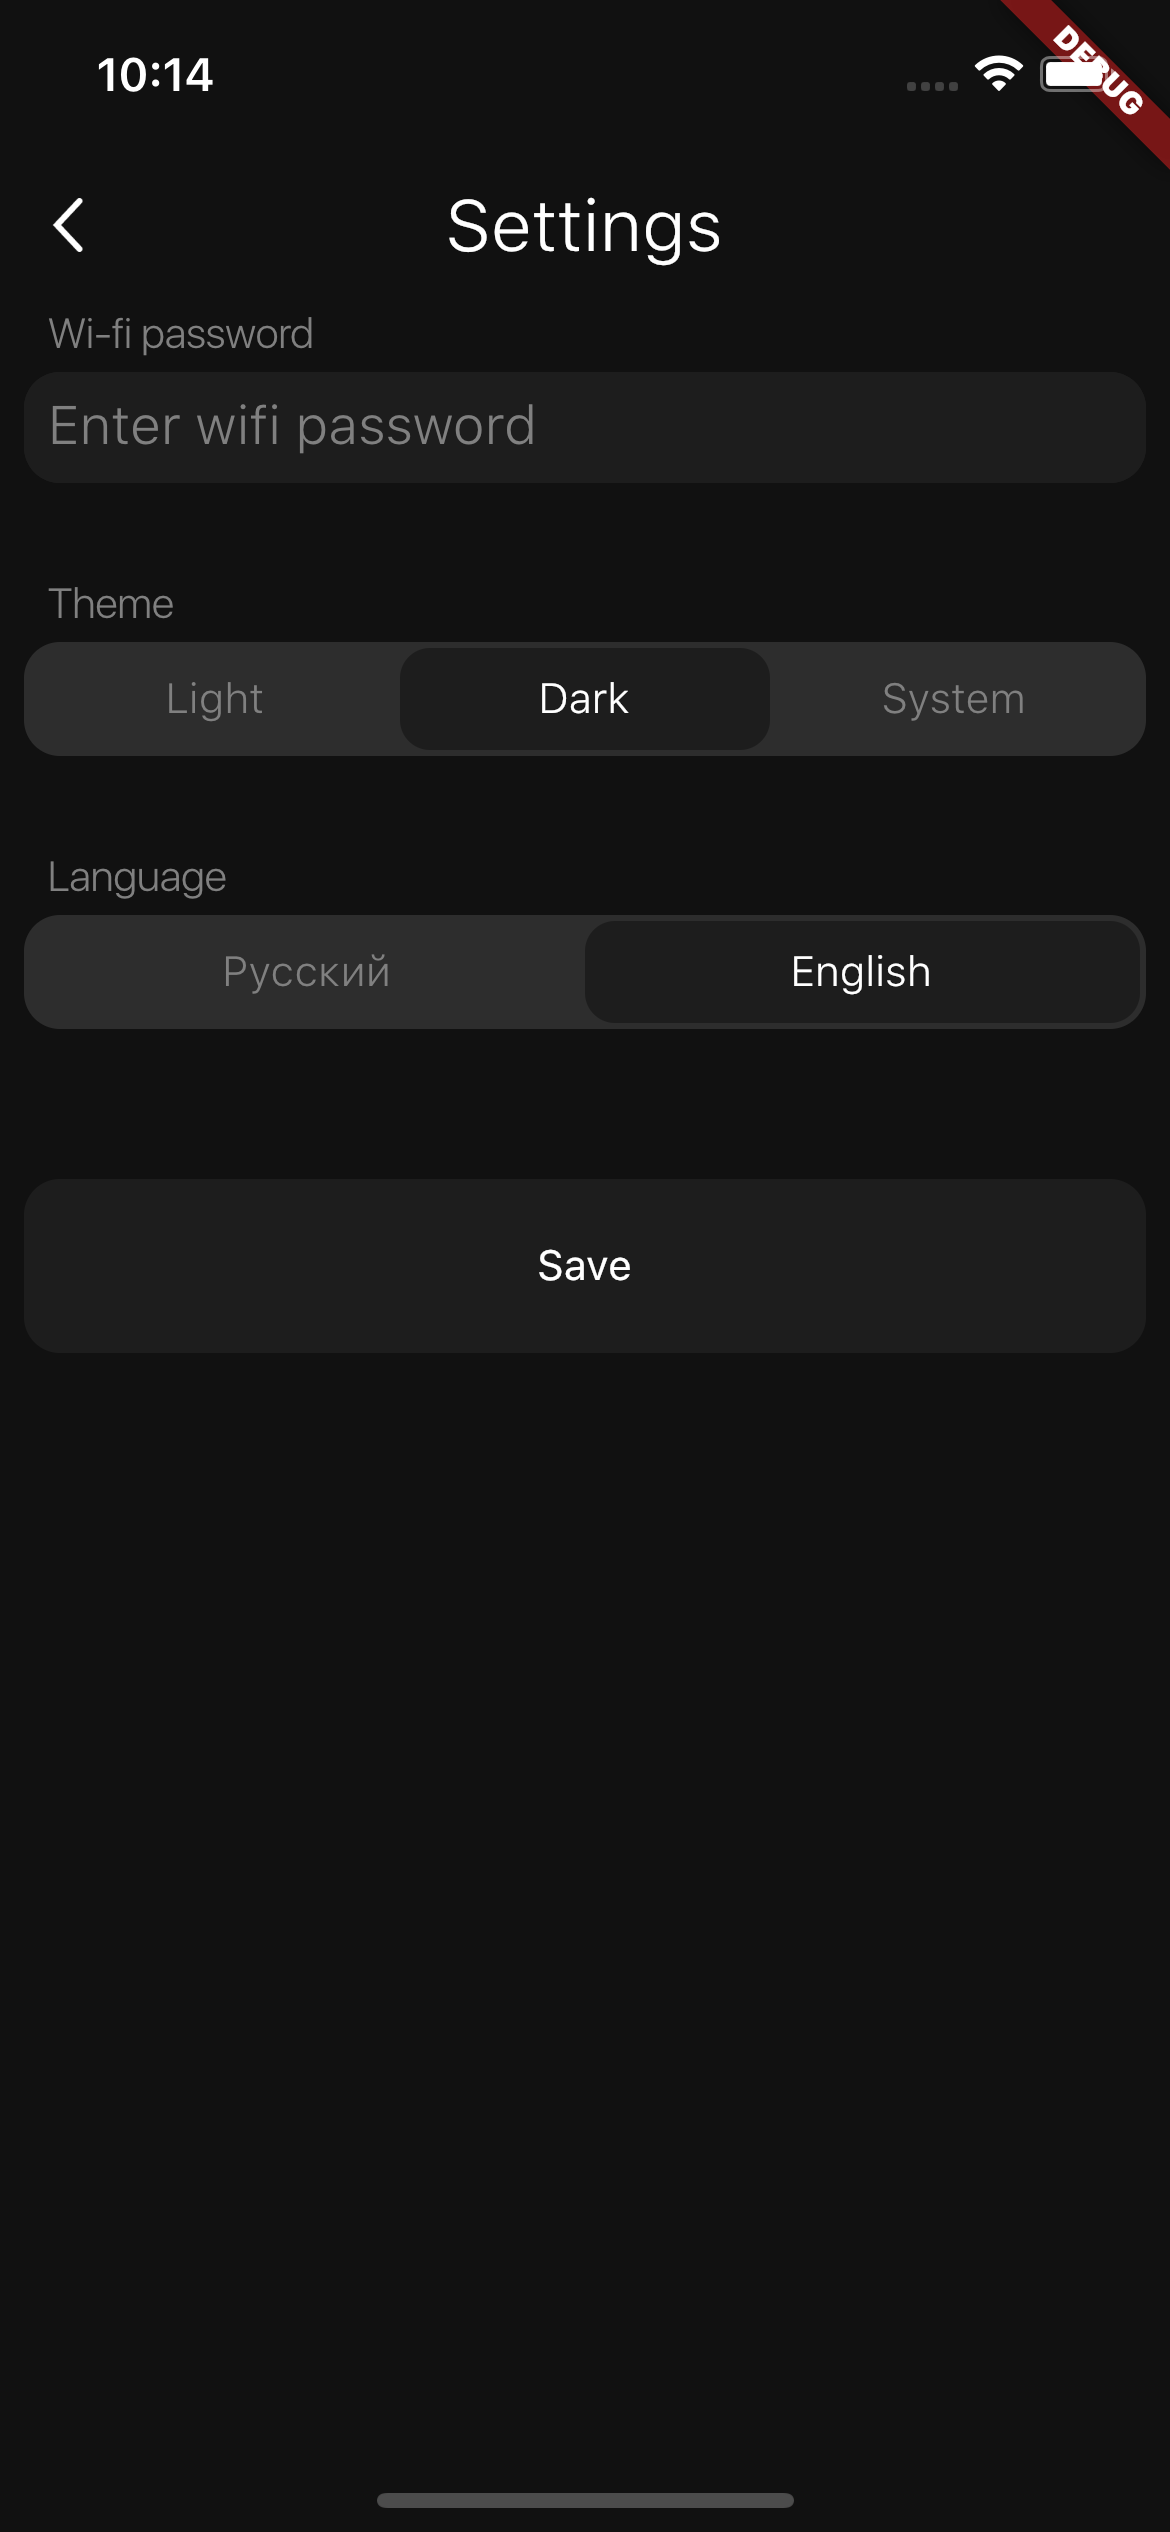 10:14
DEBUG
Settings
Wi-fi password
Enter wifi password
Theme
Light Dark System
Language
Русский English
Save